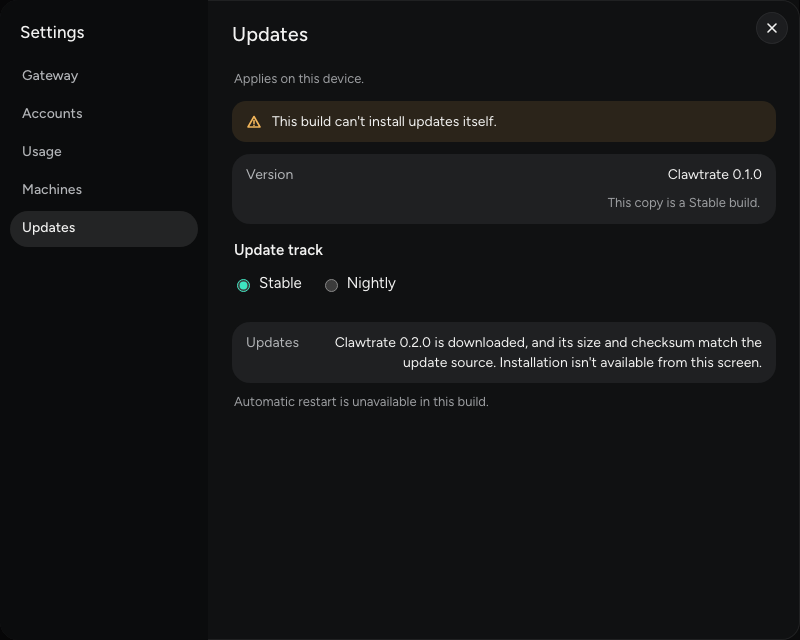 Settings
Gateway
Accounts
Usage
Machines
Updates
Updates
Applies on this device.
This build can't install updates itself.
Version
Clawtrate 0.1.0
This copy is a Stable build.
Update track
Stable
Nightly
Updates
Clawtrate 0.2.0 is downloaded, and its size and checksum match the
update source. Installation isn't available from this screen.
Automatic restart is unavailable in this build.